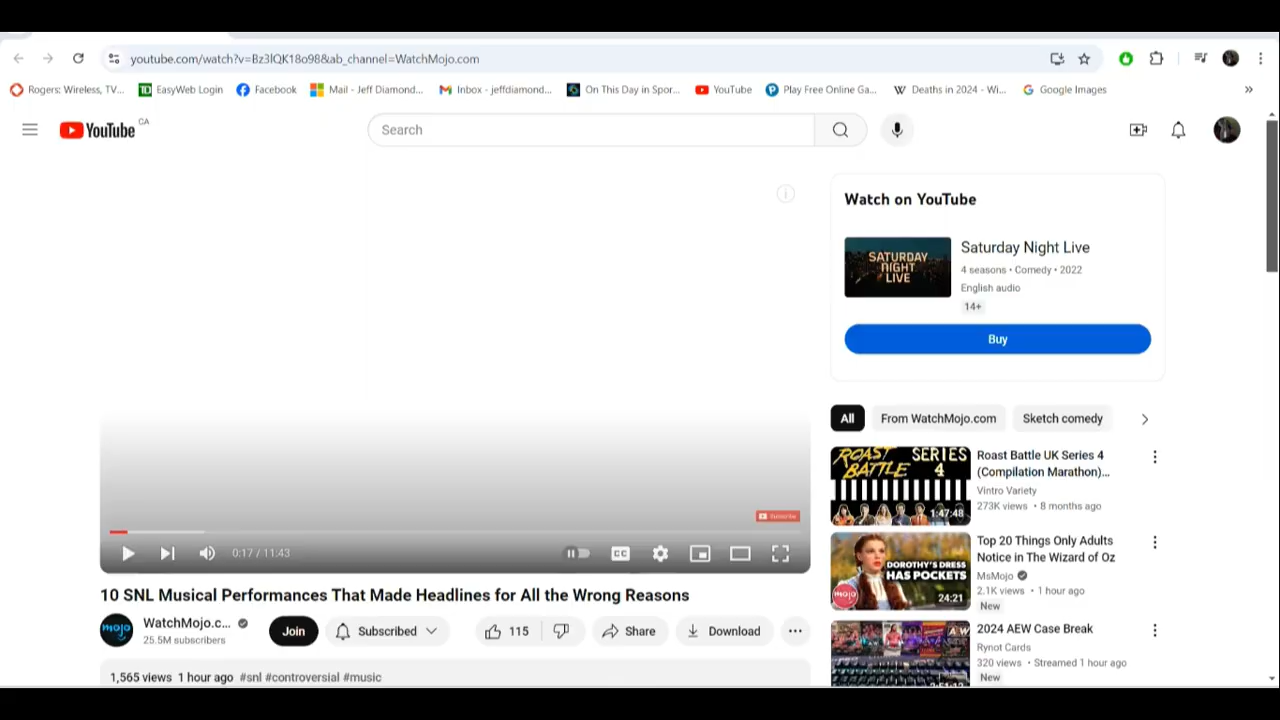 youtube.com/watch?v=Bz3lQK18o98&ab_channel=WatchMojo.com
Rogers: Wireless, TV...
TD EasyWeb Login
Facebook
Mail - Jeff Diamond...
Inbox - jeffdiamond...
On This Day in Spor...
YouTube
Play Free Online Ga...
W Deaths in 2024 - Wi...
Google Images
YouTube CA
Search
Watch on YouTube
SATURDAY NIGHT LIVE
Saturday Night Live
4 seasons • Comedy • 2022
English audio
14+
Buy
All
From WatchMojo.com
Sketch comedy
ROAST BATTLE SERIES 4
1:47:48
Roast Battle UK Series 4
(Compilation Marathon)...
Vintro Variety
273K views • 8 months ago
Subscribe
0:17 / 11:43
CC
DOROTHY'S DRESS
HAS POCKETS
mojo
24:21
Top 20 Things Only Adults
Notice in The Wizard of Oz
MsMojo
2.1K views • 1 hour ago
New
10 SNL Musical Performances That Made Headlines for All the Wrong Reasons
mojo
WatchMojo.c...
25.5M subscribers
Join
Subscribed
115
Share
Download
AEW
2024 AEW Case Break
Rynot Cards
320 views • Streamed 1 hour ago
New
1,565 views 1 hour ago #snl #controversial #music